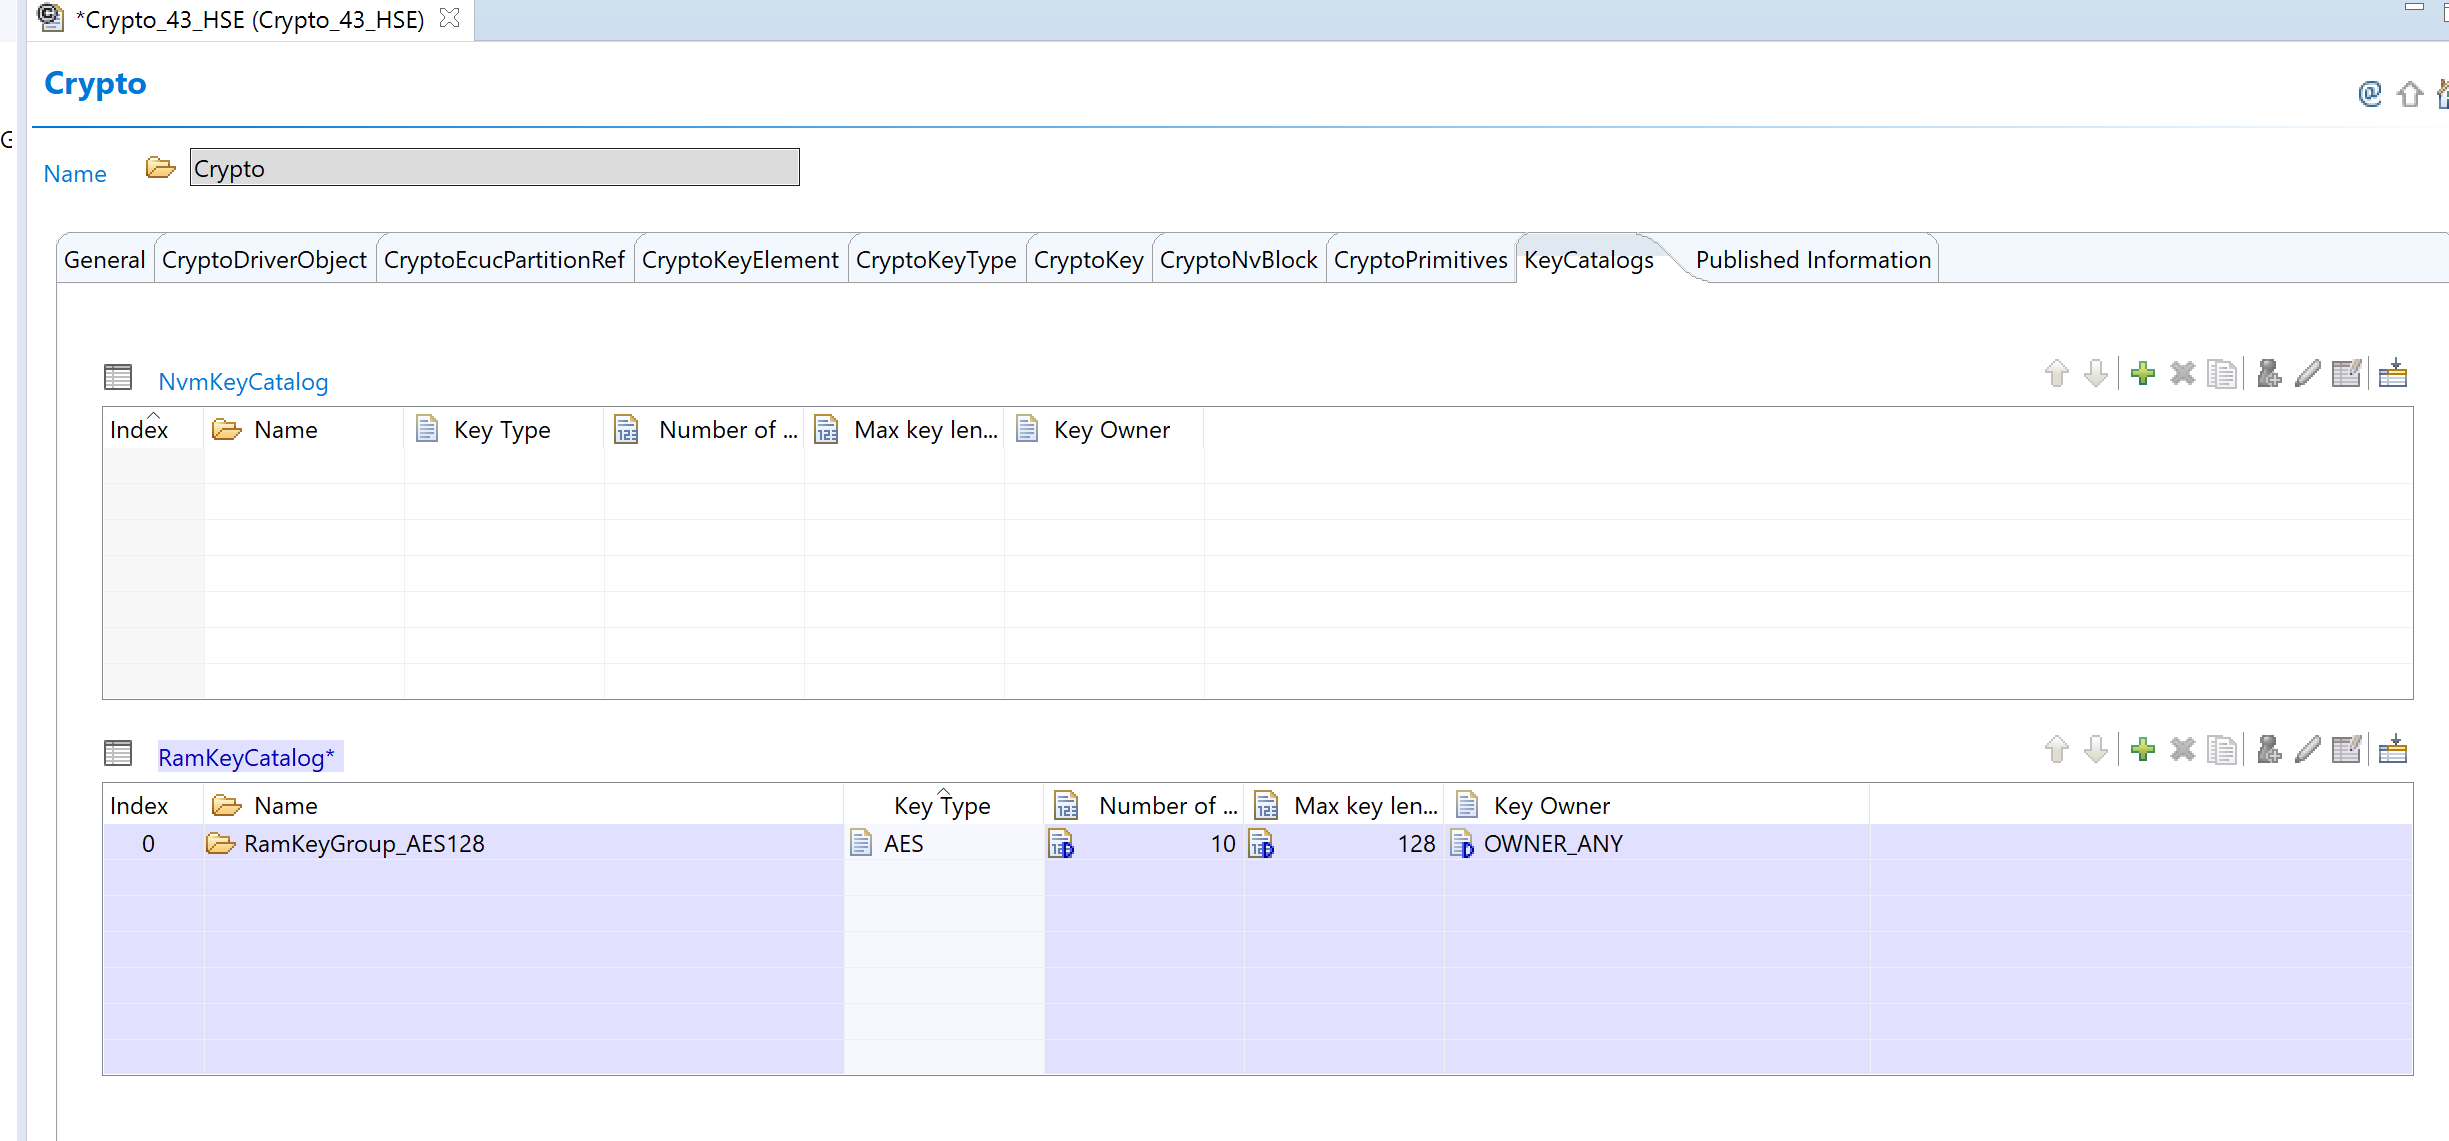 *Crypto_43_HSE (Crypto_43_HSE)
Crypto
G
Name Crypto
General CryptoDriverObject CryptoEcucPartitionRef CryptoKeyElement CryptoKeyType CryptoKey CryptoNvBlock CryptoPrimitives KeyCatalogs Published Information
NvmKeyCatalog
Index Name Key Type Number of ... Max key len... Key Owner
RamKeyCatalog*
Index Name Key Type Number of ... Max key len... Key Owner
0 RamKeyGroup_AES128 AES 10 128 OWNER_ANY